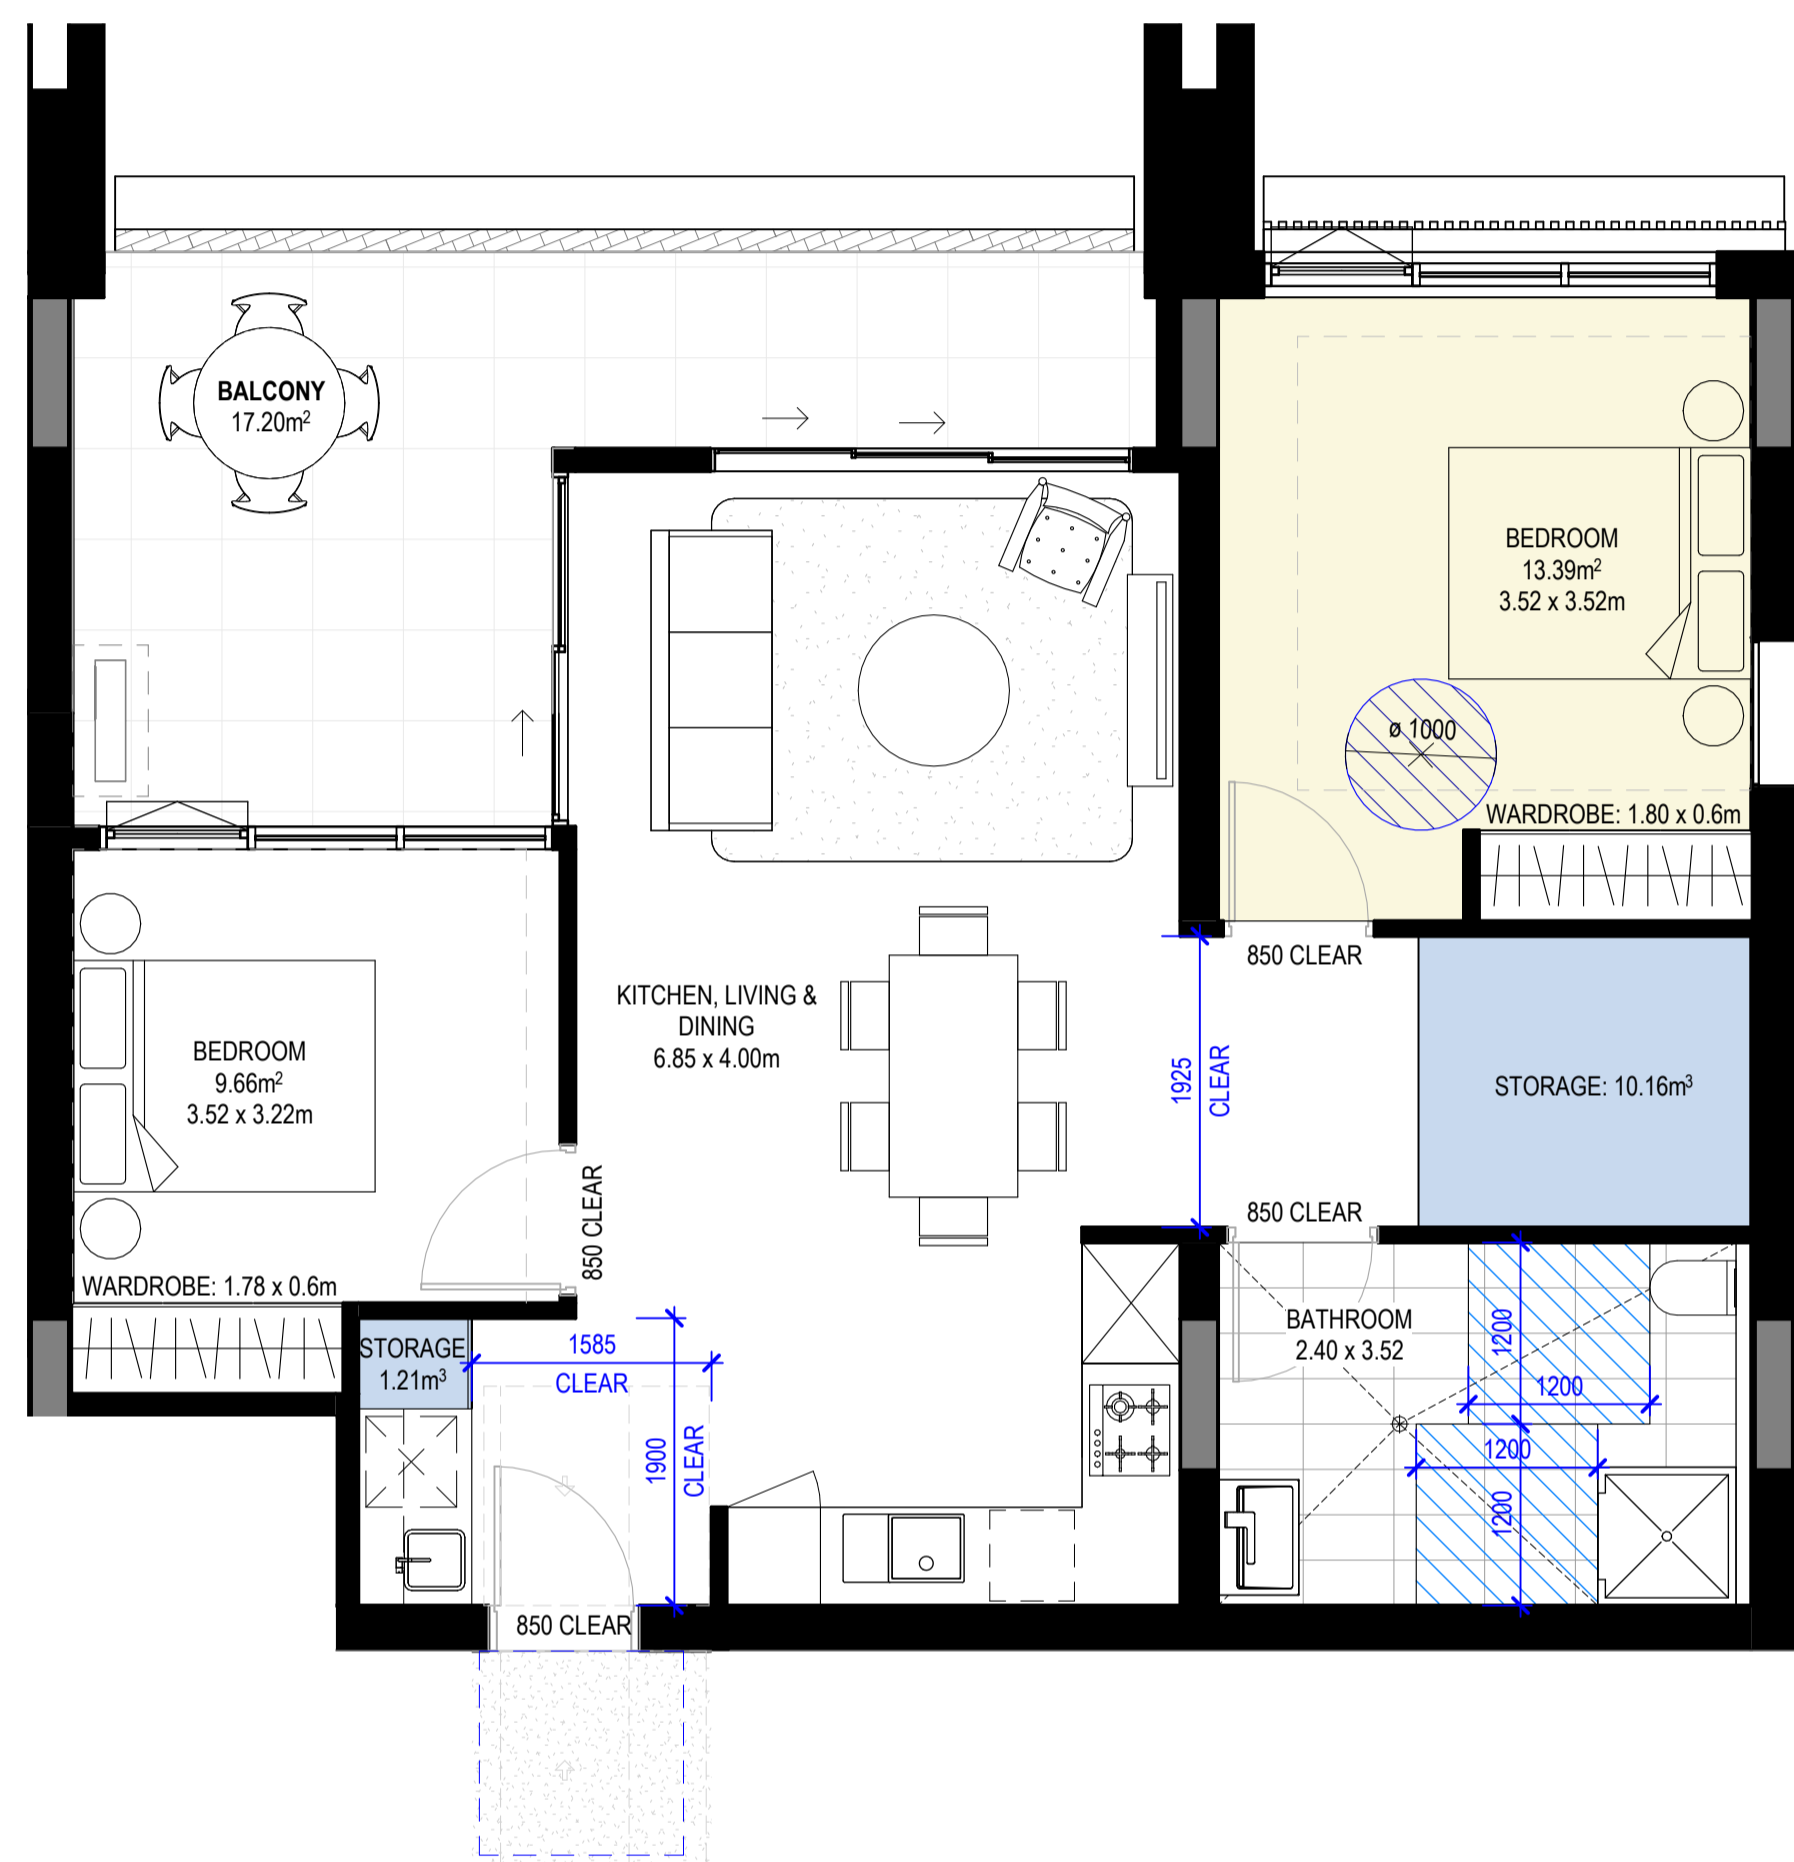 BALCONY
17.20m²
BEDROOM
13.39m²
3.52 x 3.52m
ø 1000
WARDROBE: 1.80 x 0.6m
850 CLEAR
KITCHEN, LIVING &
DINING
6.85 x 4.00m
1925
CLEAR
STORAGE: 10.16m³
BEDROOM
9.66m²
3.52 x 3.22m
850 CLEAR
850 CLEAR
WARDROBE: 1.78 x 0.6m
STORAGE
1.21m³
1585
CLEAR
1900
CLEAR
BATHROOM
2.40 x 3.52
1200
1200
1200
1200
850 CLEAR